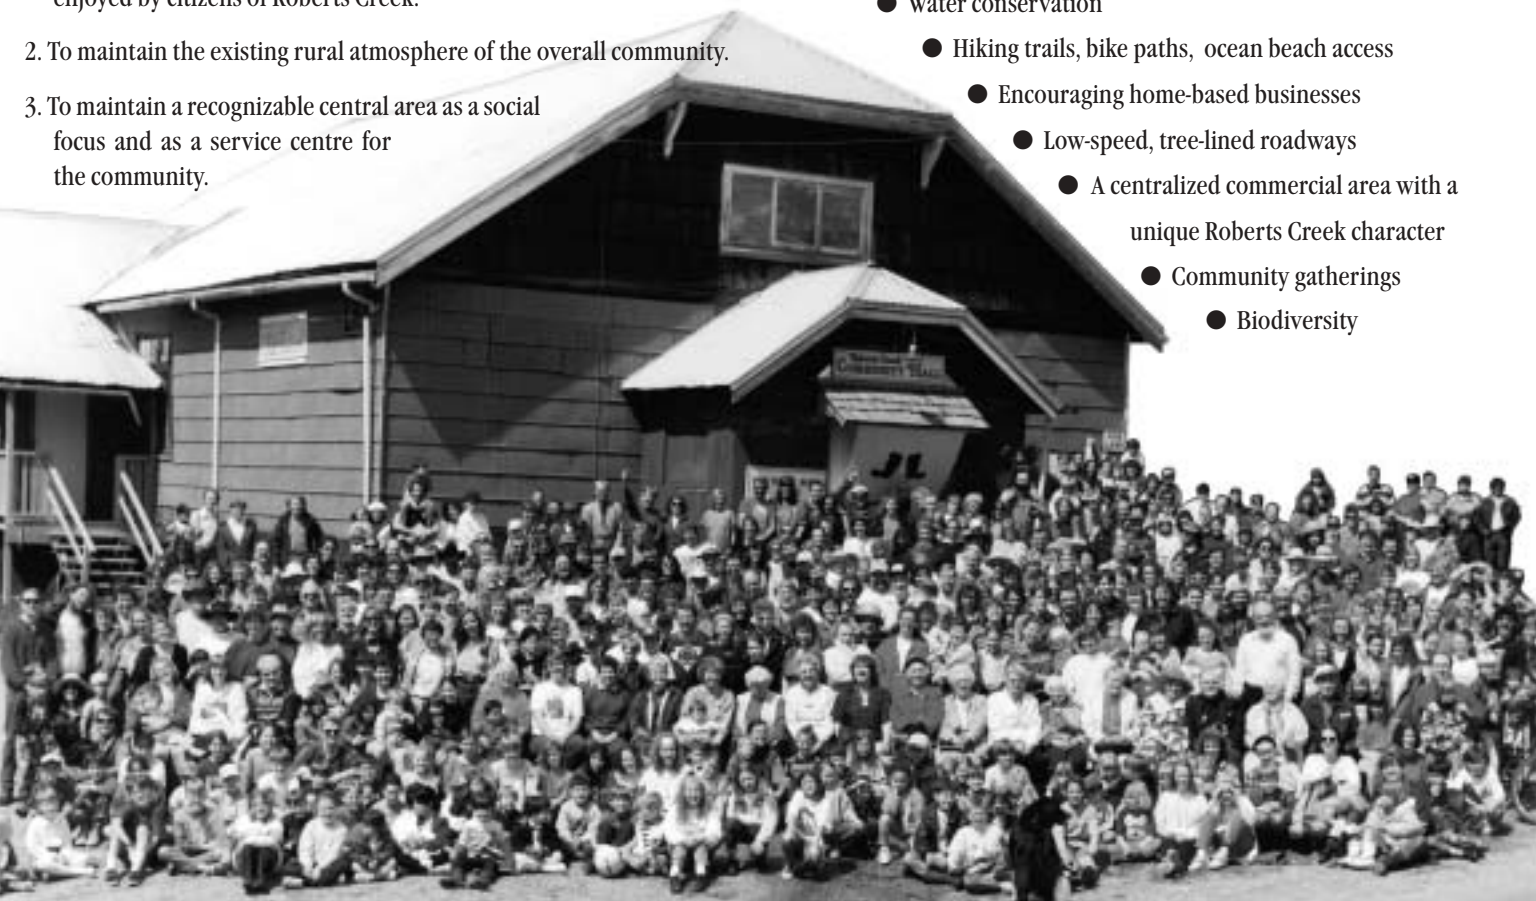 enjoyed by citizens of Roberts Creek.
2. To maintain the existing rural atmosphere of the overall community.
3. To maintain a recognizable central area as a social
focus and as a service centre for
the community.
● Water conservation
● Hiking trails, bike paths, ocean beach access
● Encouraging home-based businesses
● Low-speed, tree-lined roadways
● A centralized commercial area with a
unique Roberts Creek character
● Community gatherings
● Biodiversity
COMMUNITY HALL